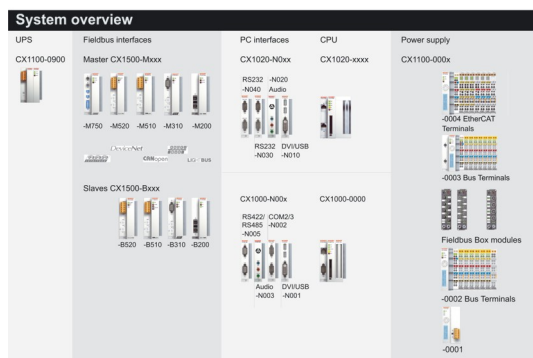 System overview
UPS
Fieldbus interfaces
PC interfaces
CPU
Power supply
CX1100-0900
Master CX1500-Mxxx
CX1020-N0xx
CX1020-xxxx
CX1100-000x
RS232 -N020
-N040 Audio
-M750
-M520
-M510
-M310
-M200
-0004 EtherCAT
Terminals
RS232 DVI/USB
-N030 -N010
DeviceNet
CANopen
BUS
-0003 Bus Terminals
Slaves CX1500-Bxxx
CX1000-N00x
CX1000-0000
RS422/ COM2/3
RS485 -N002
-N005
-B520
-B510
-B310
-B200
Fieldbus Box modules
Audio DVI/USB
-N003 -N001
-0002 Bus Terminals
-0001